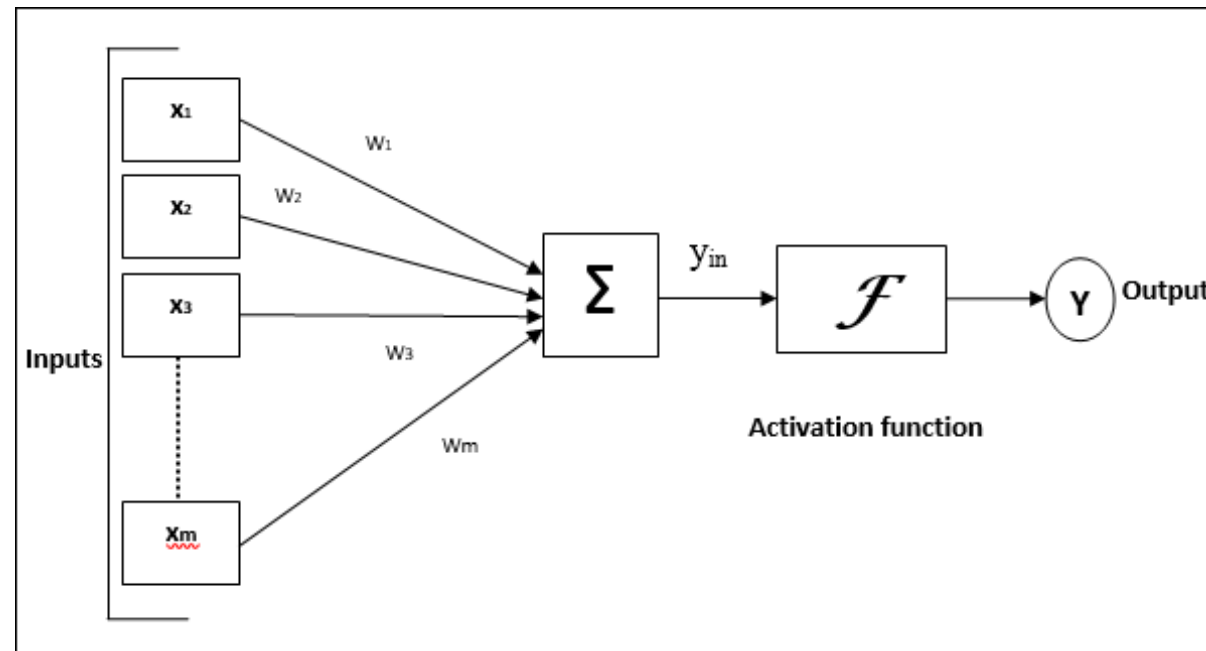 x₁
w₁
x₂
w₂
x₃
w₃
Inputs
wm
xm
Σ
yin
ℱ
Y
Output
Activation function